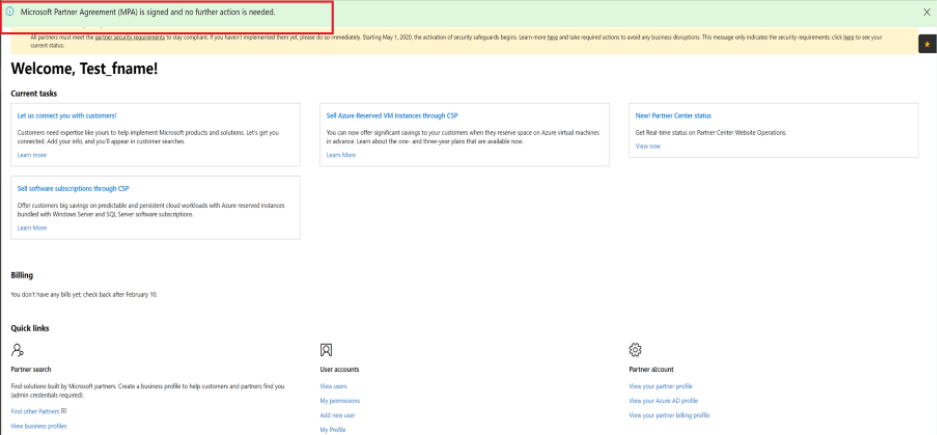 Microsoft Partner Agreement (MPA) is signed and no further action is needed.
All partners must meet the partner security requirements to stay compliant. If you haven't implemented them yet, please do so immediately. Starting May 1, 2020, the activation of security safeguards begins. Learn more here and take required actions to avoid any business disruptions. This message only indicates the security requirements: click here to see your
current status.
Welcome, Test_fname!
Current tasks
Let us connect you with customers!
Customers need expertise like yours to help implement Microsoft products and solutions. Let's get you
connected. Add your info, and you'll appear in customer searches.
Learn more
Sell Azure Reserved VM Instances through CSP
You can now offer significant savings to your customers when they reserve space on Azure virtual machines
in advance. Learn about the one- and three-year plans that are available now.
Learn More
New! Partner Center status
Get Real-time status on Partner Center Website Operations.
View now
Sell software subscriptions through CSP
Offer customers big savings on predictable and persistent cloud workloads with Azure reserved instances
bundled with Windows Server and SQL Server software subscriptions.
Learn More
Billing
You don't have any bills yet; check back after February 10.
Quick links
Partner search
Find solutions built by Microsoft partners. Create a business profile to help customers and partners find you
(admin credentials required).
Find other Partners
View business profiles
User accounts
View users
My permissions
Add new user
My Profile
Partner account
View your partner profile
View your Azure AD profile
View your partner billing profile